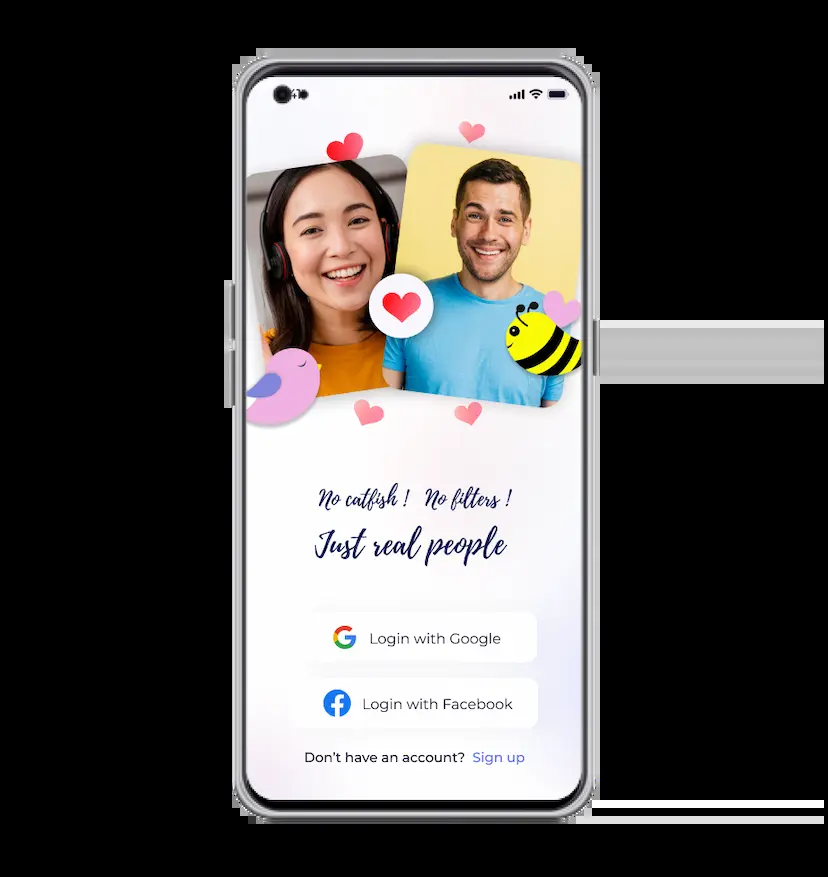 No catfish ! No filters !
Just real people
Login with Google
Login with Facebook
Don't have an account? Sign up